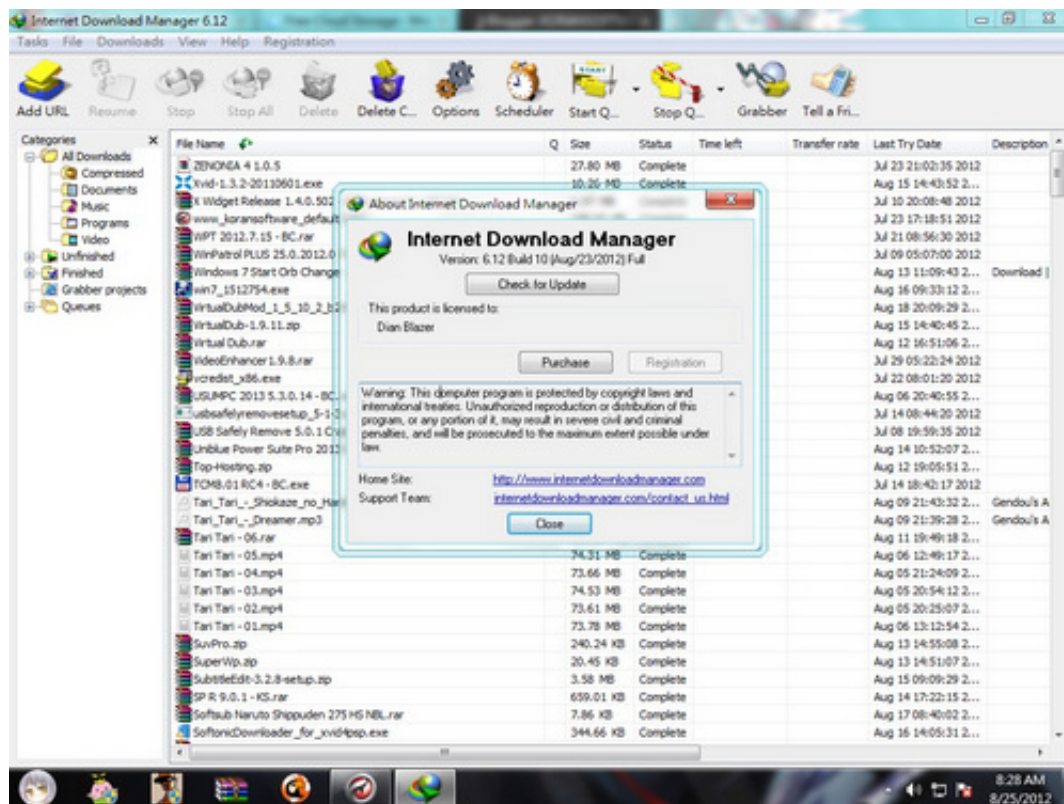 Internet Download Manager 6.12
Tasks File Downloads View Help Registration
Add URL Resume Stop Stop All Delete Delete C... Options Scheduler Start Q... Stop Q... Grabber Tell a Fri...
Categories
All Downloads
Compressed
Documents
Music
Programs
Video
Unfinished
Finished
Grabber projects
Queues
File Name Q Size Status Time left Transfer rate Last Try Date Description
ZENONIA 4 1.0.5 27.80 MB Complete Jul 23 21:02:35 2012
Xvid-1.3.2-20110601.exe 10.26 MB Complete Aug 15 14:43:52 2...
X Widget Release 1.4.0.502 Jul 10 20:08:48 2012
www_koransoftware_default Jul 23 17:18:51 2012
WPT 2012.7.15 - BC.rar Jul 21 08:56:30 2012
WinPatrol PLUS 25.0.2012.0 Jul 09 05:07:00 2012
Windows 7 Start Orb Change Aug 13 11:09:43 2... Download
win7_1512754.exe Aug 16 09:33:12 2...
VirtualDubMod_1_5_10_2_b2 Aug 18 20:09:29 2...
VirtualDub-1.9.11.zip Aug 15 14:40:45 2...
Virtual Dub.rar Aug 12 16:51:06 2...
VideoEnhancer 1.9.8.rar Jul 29 05:22:24 2012
vcredist_x86.exe Jul 22 08:01:20 2012
USUMPC 2013 5.3.0.14 - BC. Aug 06 20:40:55 2...
usbsafelyremovesetup_5-1-3 Jul 14 08:44:20 2012
USB Safely Remove 5.0.1 Jul 08 19:59:35 2012
Uniblue Power Suite Pro 2013 Aug 14 10:52:07 2...
Top-Hosting.zip Aug 12 19:05:51 2...
TCM8.01 RC4 - BC.exe Jul 14 18:42:17 2012
Tari_Tari_-_Shiokaze_no_Har Aug 09 21:43:32 2... Gendou's A
Tari_Tari_-_Dreamer.mp3 Aug 09 21:39:28 2... Gendou's A
Tari Tari - 06.rar Aug 11 19:49:18 2...
Tari Tari - 05.mp4 74.31 MB Complete Aug 06 12:49:17 2...
Tari Tari - 04.mp4 73.66 MB Complete Aug 05 21:24:09 2...
Tari Tari - 03.mp4 74.53 MB Complete Aug 05 20:54:12 2...
Tari Tari - 02.mp4 73.61 MB Complete Aug 05 20:25:07 2...
Tari Tari - 01.mp4 73.78 MB Complete Aug 06 13:12:54 2...
SuvPro.zip 240.24 KB Complete Aug 13 14:55:08 2...
SuperWp.zip 20.45 KB Complete Aug 13 14:51:07 2...
SubtitleEdit-3.2.8-setup.zip 3.58 MB Complete Aug 15 09:09:29 2...
SP R 9.0.1 - KS.rar 659.01 KB Complete Aug 14 17:22:15 2...
Softsub Naruto Shippuden 275 HS NBL.rar 7.86 KB Complete Aug 17 08:40:02 2...
SoftonicDownloader_for_xvid4psp.exe 344.66 KB Complete Aug 16 14:05:31 2...
About Internet Download Manager
Internet Download Manager
Version: 6.12 Build 10 (Aug/23/2012) Full
Check for Update
This product is licensed to:
Dian Blazer
Purchase Registration
Warning: This computer program is protected by copyright laws and
international treaties. Unauthorized reproduction or distribution of this
program, or any portion of it, may result in severe civil and criminal
penalties, and will be prosecuted to the maximum extent possible under
law.
Home Site: http://www.internetdownloadmanager.com
Support Team: internetdownloadmanager.com/contact_us.html
Close
8:28 AM
8/25/2012